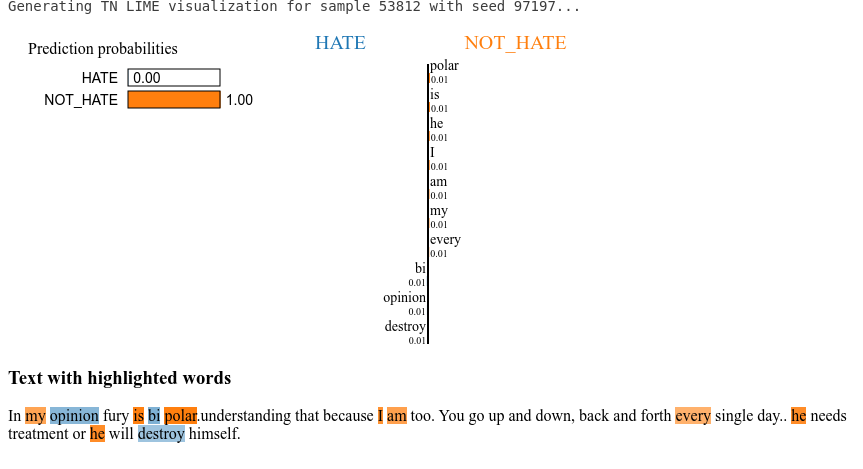 Generating TN LIME visualization for sample 53812 with seed 97197...
Prediction probabilities
HATE 0.00
NOT_HATE 1.00
HATE NOT_HATE
polar
0.01
is
0.01
he
0.01
I
0.01
am
0.01
my
0.01
every
0.01
bi
0.01
opinion
0.01
destroy
0.01
Text with highlighted words
In my opinion fury is bi polar.understanding that because I am too. You go up and down, back and forth every single day.. he needs
treatment or he will destroy himself.